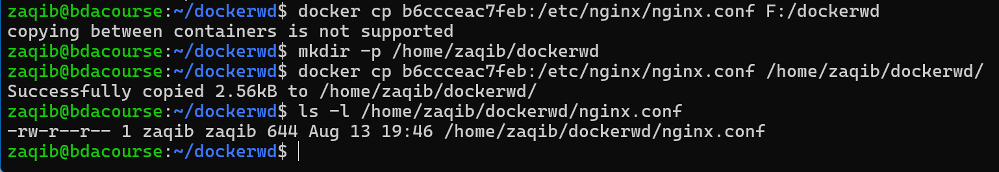 zaqib@bdacourse:~/dockerwd$ docker cp b6ccceac7feb:/etc/nginx/nginx.conf F:/dockerwd
copying between containers is not supported
zaqib@bdacourse:~/dockerwd$ mkdir -p /home/zaqib/dockerwd
zaqib@bdacourse:~/dockerwd$ docker cp b6ccceac7feb:/etc/nginx/nginx.conf /home/zaqib/dockerwd/
Successfully copied 2.56kB to /home/zaqib/dockerwd/
zaqib@bdacourse:~/dockerwd$ ls -l /home/zaqib/dockerwd/nginx.conf
-rw-r--r-- 1 zaqib zaqib 644 Aug 13 19:46 /home/zaqib/dockerwd/nginx.conf
zaqib@bdacourse:~/dockerwd$